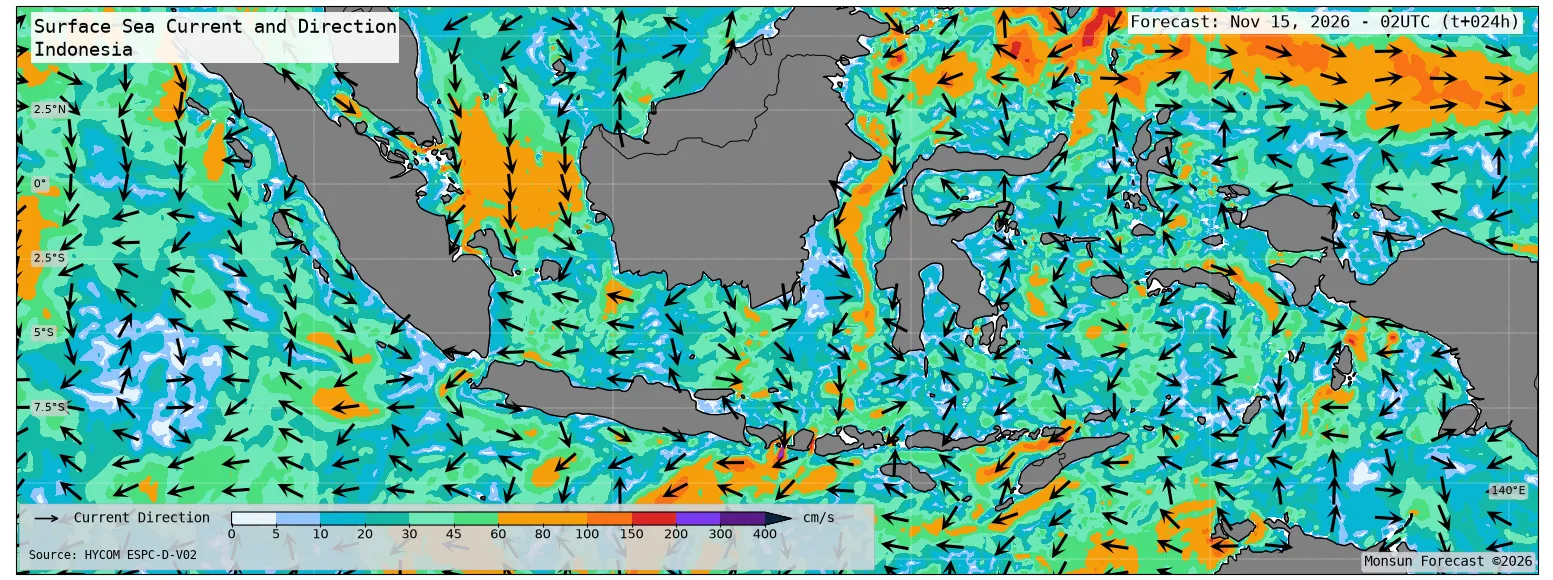 Surface Sea Current and Direction
Indonesia
Forecast: Nov 15, 2026 - 02UTC (t+024h)
2.5°N
0°
2.5°S
5°S
7.5°S
140°E
Current Direction
0 5 10 20 30 45 60 80 100 150 200 300 400 cm/s
Source: HYCOM ESPC-D-V02
Monsun Forecast ©2026